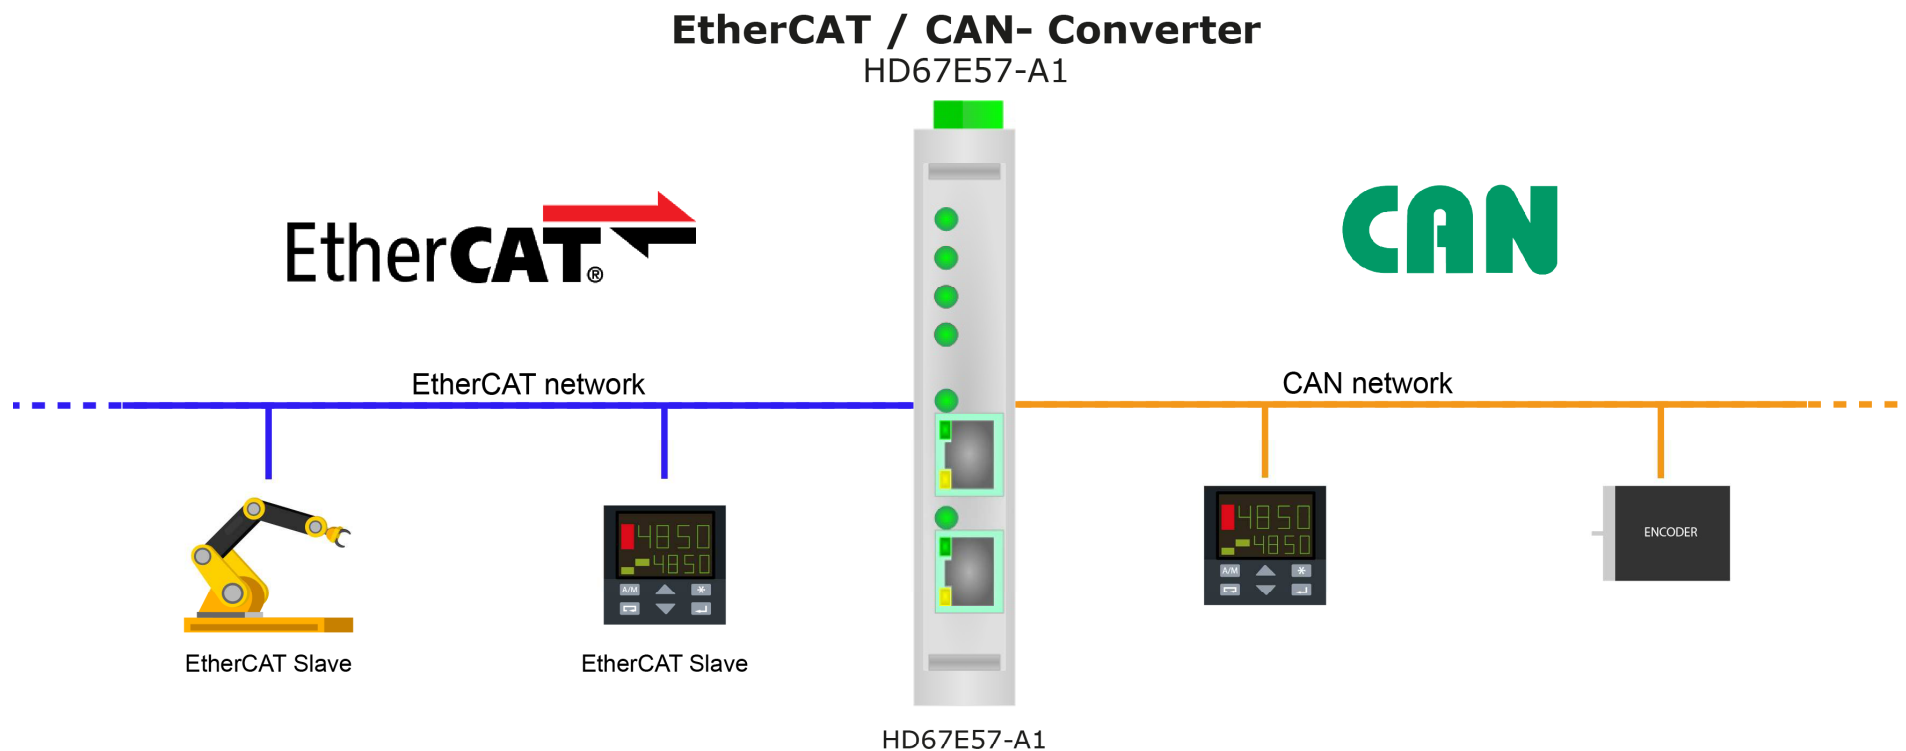 EtherCAT / CAN- Converter
HD67E57-A1
EtherCAT®
CAN
EtherCAT network
CAN network
4850
4850
A/M
*
4850
4850
A/M
*
ENCODER
EtherCAT Slave
EtherCAT Slave
HD67E57-A1